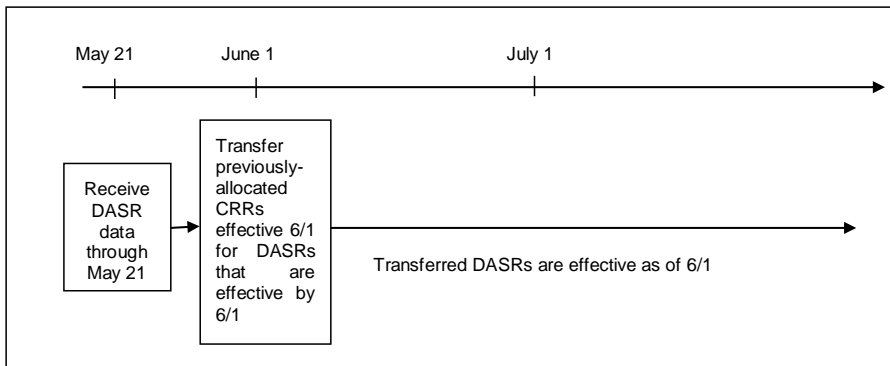 May 21
June 1
July 1
Receive
DASR
data
through
May 21
Transfer
previously-
allocated
CRRs
effective 6/1
for DASRs
that are
effective by
6/1
Transferred DASRs are effective as of 6/1